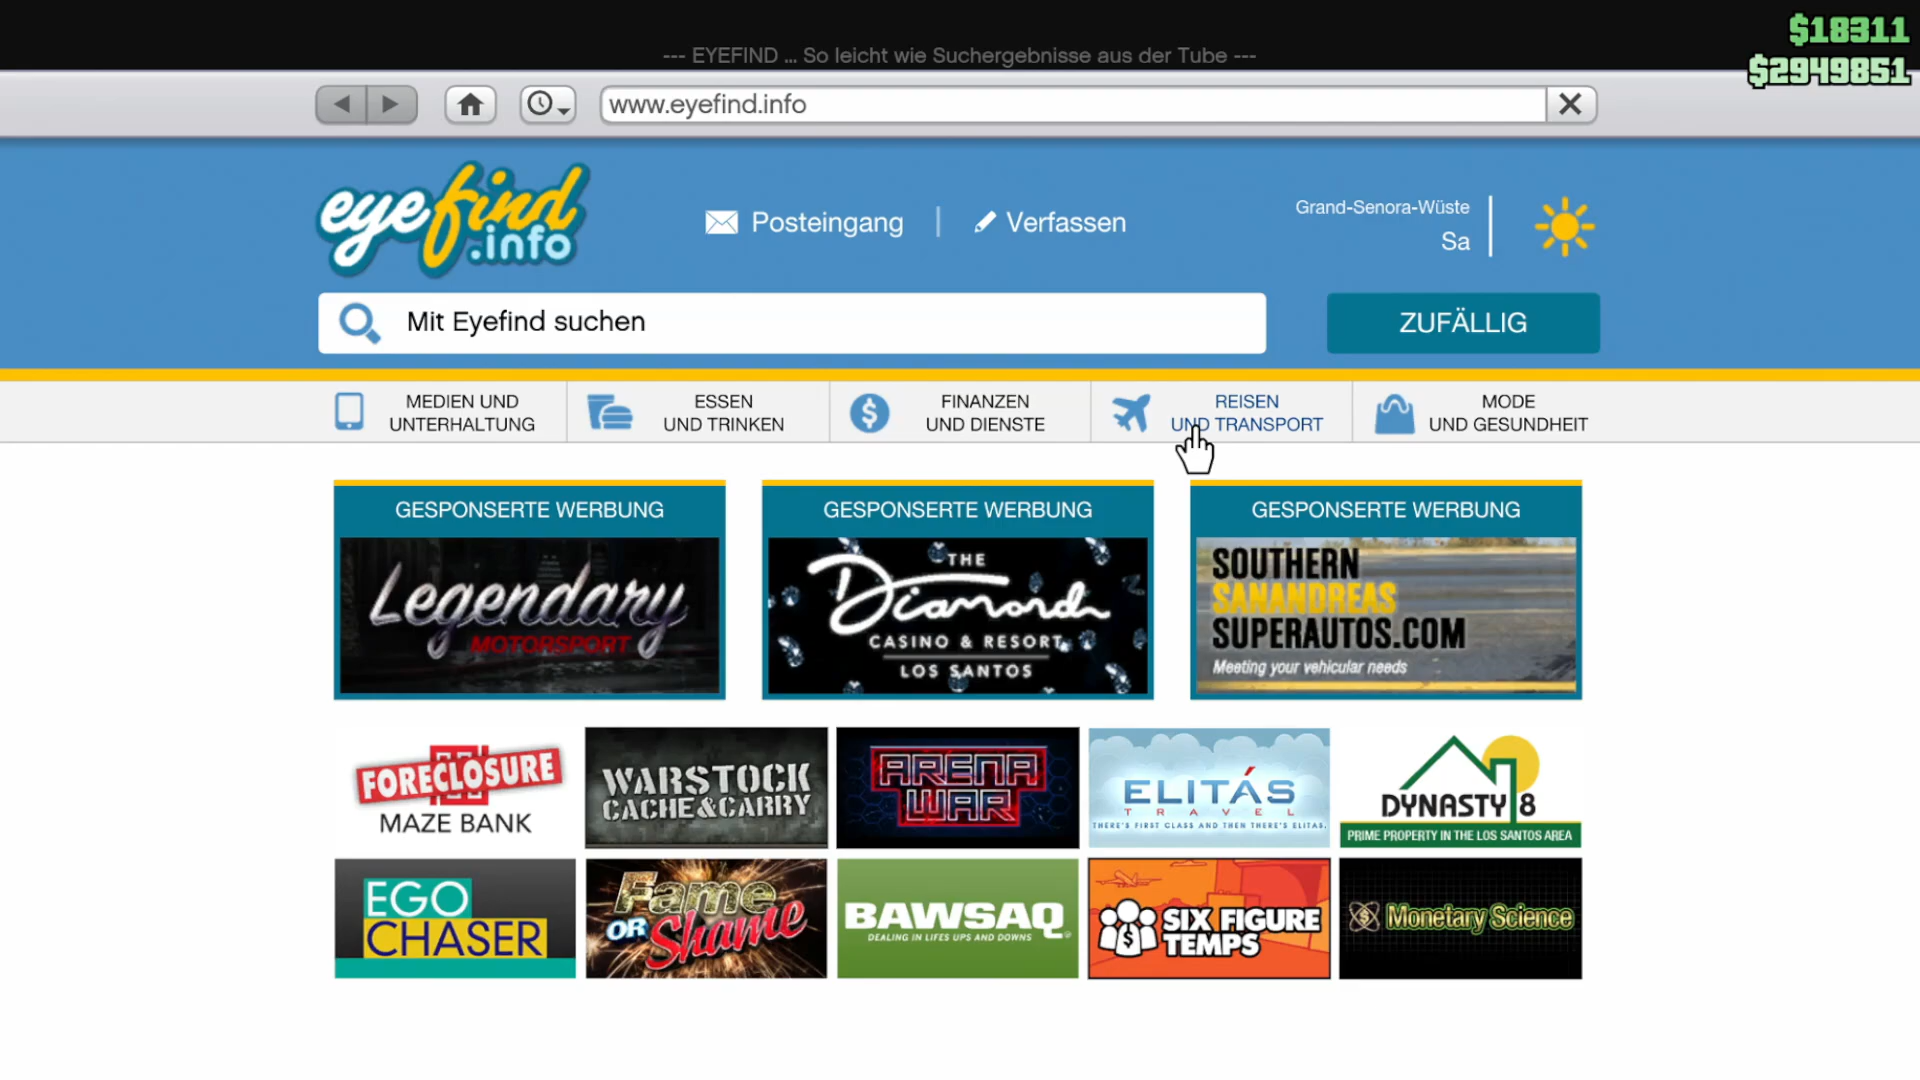 $18311
--- EYEFIND ... So leicht wie Suchergebnisse aus der Tube ---
$2949851
www.eyefind.info
eyefind
.info
Posteingang
Verfassen
Grand-Senora-Wüste
Sa
Mit Eyefind suchen
ZUFÄLLIG
MEDIEN UND
UNTERHALTUNG
ESSEN
UND TRINKEN
FINANZEN
UND DIENSTE
REISEN
UND TRANSPORT
MODE
UND GESUNDHEIT
GESPONSERTE WERBUNG
Legendary
MOTORSPORT
GESPONSERTE WERBUNG
THE
Diamond
CASINO & RESORT
LOS SANTOS
GESPONSERTE WERBUNG
SOUTHERN
SANANDREAS
SUPERAUTOS.COM
Meeting your vehicular needs
FORECLOSURE
MAZE BANK
WARSTOCK
CACHE&CARRY
ARENA
WAR
ELITÁS
TRAVEL
THERE'S FIRST CLASS AND THEN THERE'S ELITAS.
DYNASTY 8
PRIME PROPERTY IN THE LOS SANTOS AREA
EGO
CHASER
Fame
OR Shame
BAWSAQ
DEALING IN LIFES UPS AND DOWNS
SIX FIGURE
TEMPS
Monetary Science